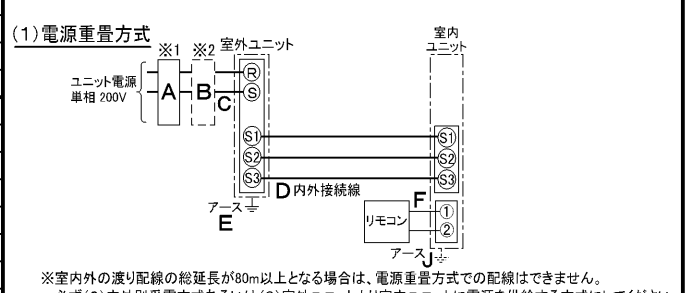 (1)電源重畳方式
※1 ※2 室外ユニット 室内ユニット
ユニット電源
単相 200V
A B C
R
S
S1 S1
S2 S2
S3 S3
D 内外接続線
アース
E
リモコン F 1
2
アース J
※室内外の渡り配線の総延長が80m以上となる場合は、電源重畳方式での配線はできません。